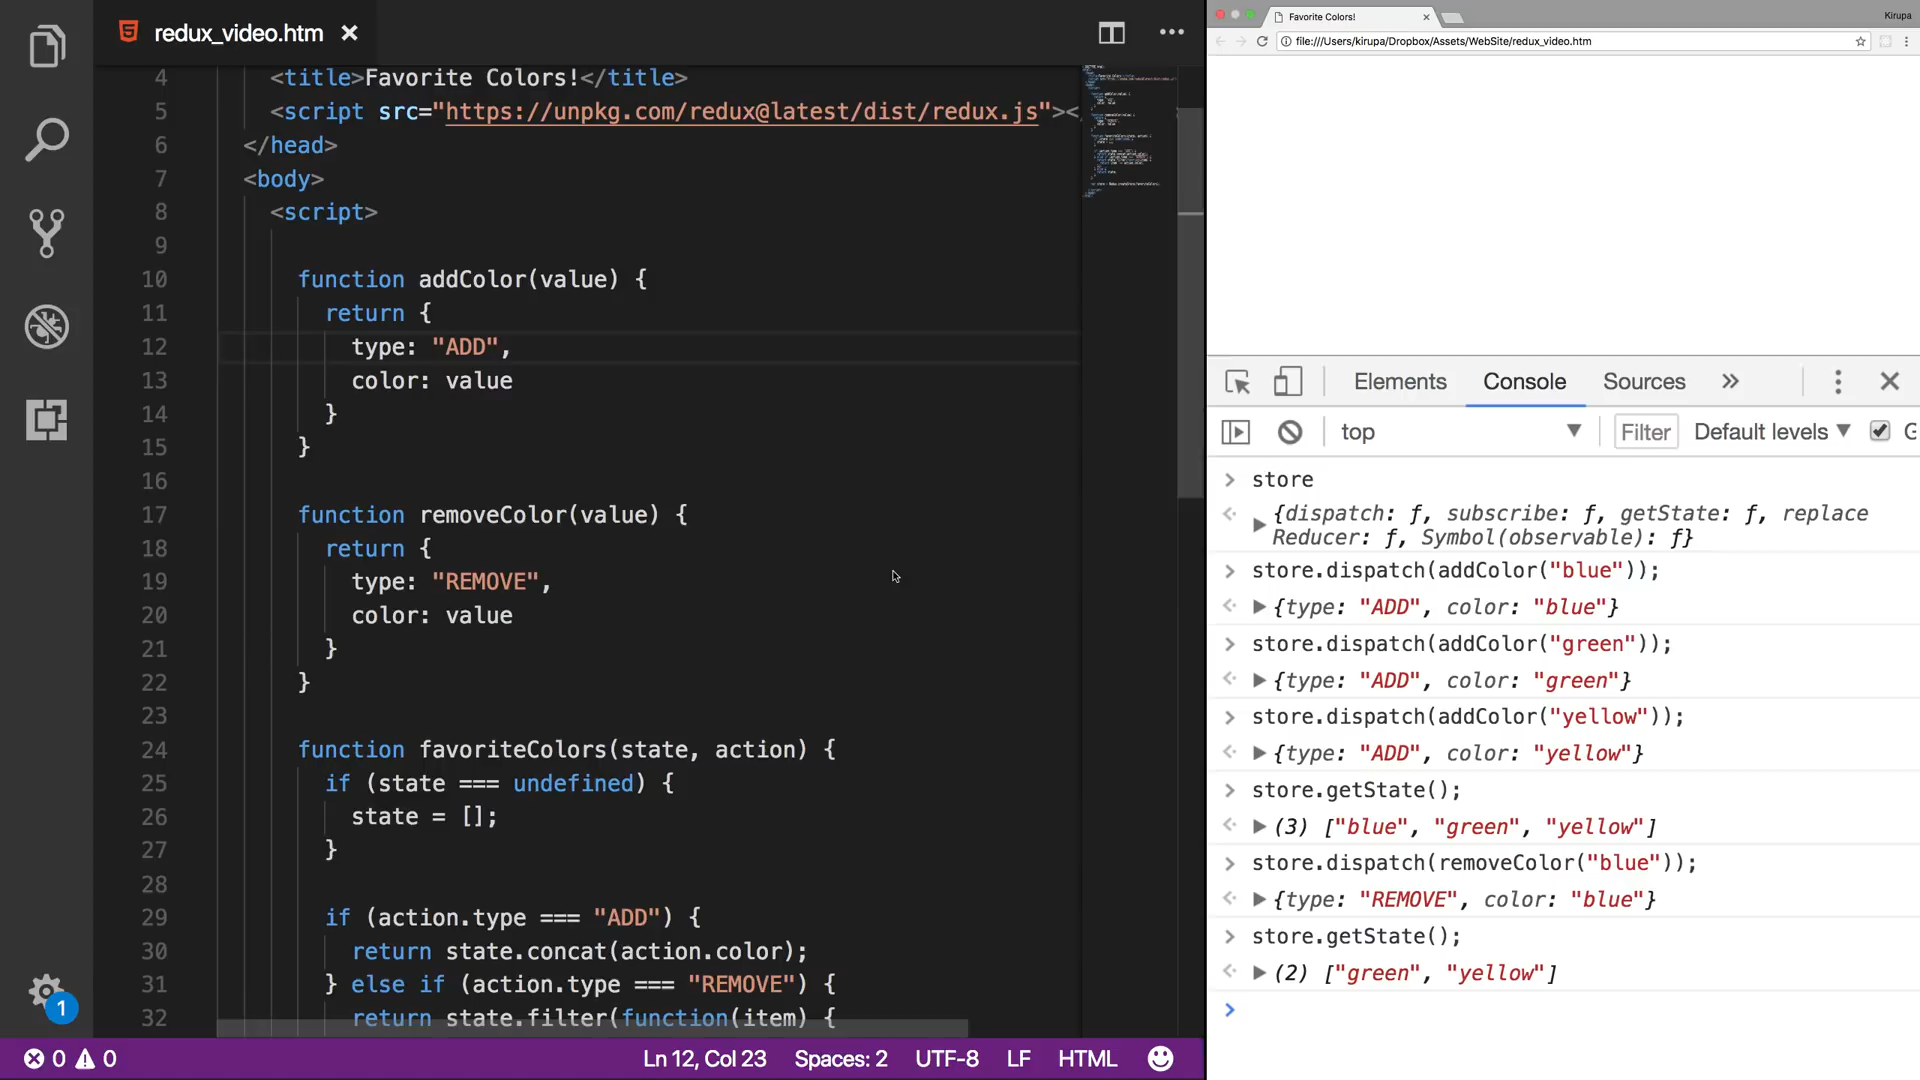 redux_video.htm
4 <title>Favorite Colors!</title>
5 <script src="https://unpkg.com/redux@latest/dist/redux.js"><
6 </head>
7 <body>
8 <script>
9
10 function addColor(value) {
11 return {
12 type: "ADD",
13 color: value
14 }
15 }
16
17 function removeColor(value) {
18 return {
19 type: "REMOVE",
20 color: value
21 }
22 }
23
24 function favoriteColors(state, action) {
25 if (state === undefined) {
26 state = [];
27 }
28
29 if (action.type === "ADD") {
30 return state.concat(action.color);
31 } else if (action.type === "REMOVE") {
32 return state.filter(function(item) {
1
0 0 Ln 12, Col 23 Spaces: 2 UTF-8 LF HTML
Favorite Colors! Kirupa
file:///Users/kirupa/Dropbox/Assets/WebSite/redux_video.htm
Elements Console Sources »
top Filter Default levels
store
{dispatch: ƒ, subscribe: ƒ, getState: ƒ, replace
Reducer: ƒ, Symbol(observable): ƒ}
store.dispatch(addColor("blue"));
{type: "ADD", color: "blue"}
store.dispatch(addColor("green"));
{type: "ADD", color: "green"}
store.dispatch(addColor("yellow"));
{type: "ADD", color: "yellow"}
store.getState();
(3) ["blue", "green", "yellow"]
store.dispatch(removeColor("blue"));
{type: "REMOVE", color: "blue"}
store.getState();
(2) ["green", "yellow"]